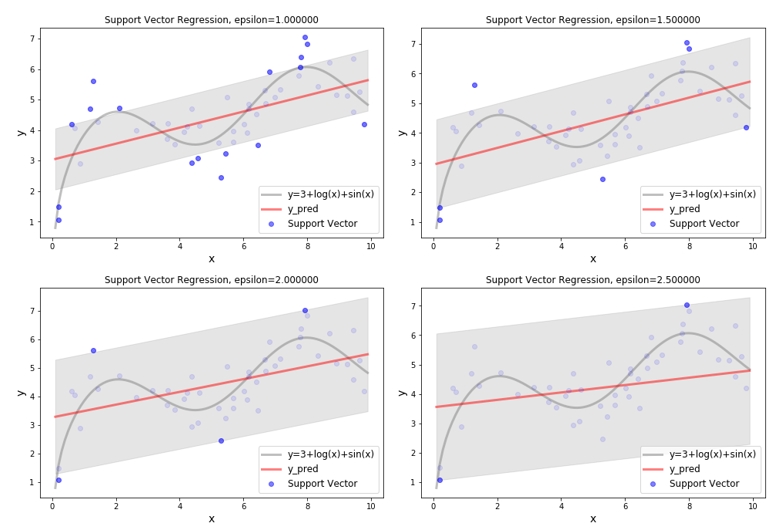 Support Vector Regression, epsilon=1.000000
7
6
5
4
3
2
1
y
0 2 4 6 8 10
x
y=3+log(x)+sin(x)
y_pred
Support Vector
Support Vector Regression, epsilon=1.500000
7
6
5
4
3
2
1
y
0 2 4 6 8 10
x
y=3+log(x)+sin(x)
y_pred
Support Vector
Support Vector Regression, epsilon=2.000000
7
6
5
4
3
2
1
y
0 2 4 6 8 10
x
y=3+log(x)+sin(x)
y_pred
Support Vector
Support Vector Regression, epsilon=2.500000
7
6
5
4
3
2
1
y
0 2 4 6 8 10
x
y=3+log(x)+sin(x)
y_pred
Support Vector